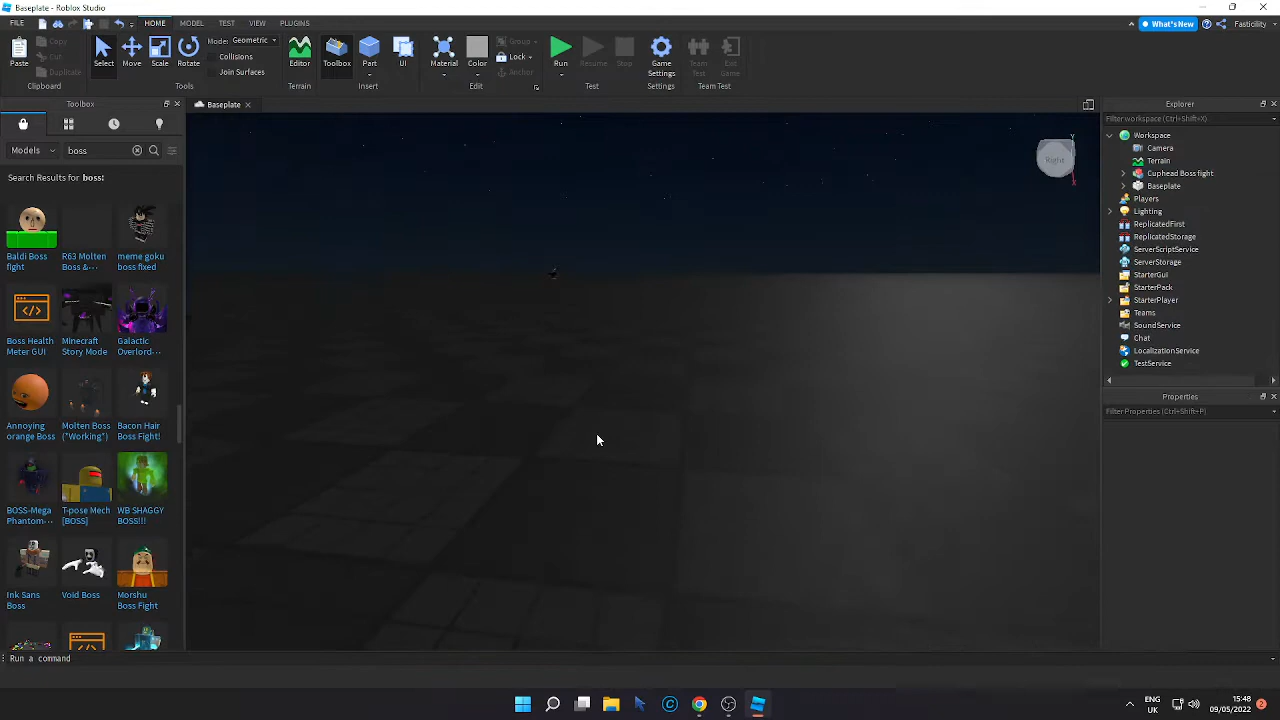 Baseplate - Roblox Studio
FILE HOME MODEL TEST VIEW PLUGINS What's New Fasticility
Paste Copy Cut Duplicate Select Move Scale Rotate Mode: Geometric Collisions Join Surfaces Editor Toolbox Part UI Material Color Group Lock Anchor Run Resume Stop Game Settings Team Test Exit Game
Clipboard Tools Terrain Insert Edit Test Settings Team Test
Toolbox
Baseplate
Models boss
Search Results for boss:
Baldi Boss fight
R63 Molten Boss &···
meme goku boss fixed
Boss Health Meter GUI
Minecraft Story Mode
Galactic Overlord-··
Annoying orange Boss
Molten Boss (*Working*)
Bacon Hair Boss Fight!
BOSS-Mega Phantom-··
T-pose Mech [BOSS]
WB SHAGGY BOSS!!!
Ink Sans Boss
Void Boss
Morshu Boss Fight
Right
Y
Explorer
Filter workspace (Ctrl+Shift+X)
Workspace
Camera
Terrain
Cuphead Boss fight
Baseplate
Players
Lighting
ReplicatedFirst
ReplicatedStorage
ServerScriptService
ServerStorage
StarterGui
StarterPack
StarterPlayer
Teams
SoundService
Chat
LocalizationService
TestService
Properties
Filter Properties (Ctrl+Shift+P)
Run a command
ENG
UK
15:48
09/05/2022
2